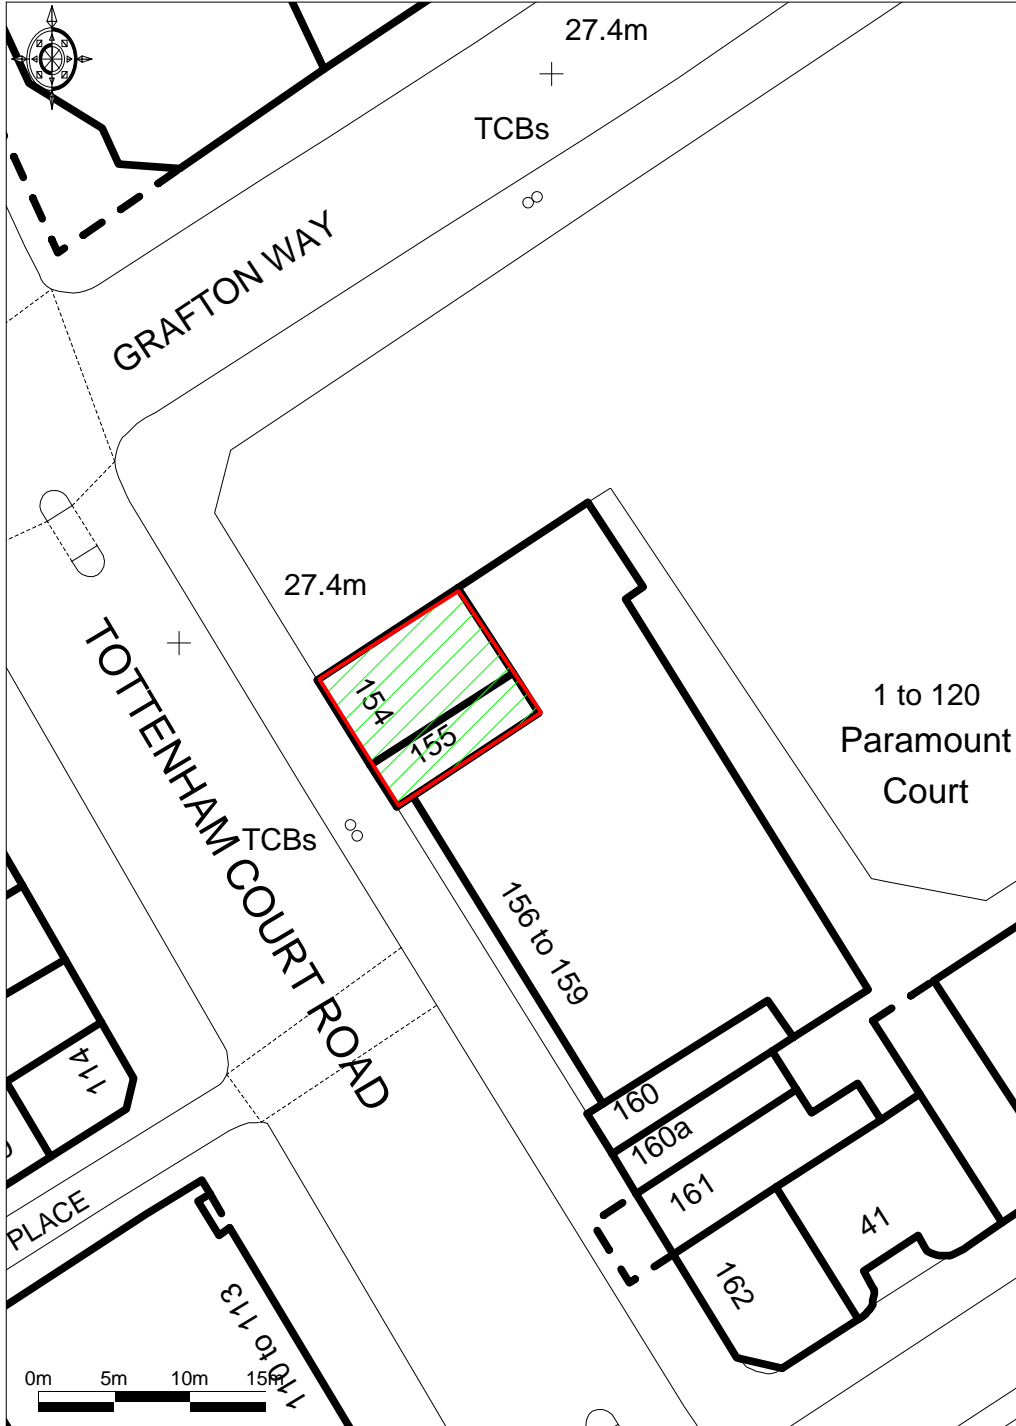 27.4m
TCBs
GRAFTON WAY
27.4m
154
155
1 to 120
Paramount
Court
TOTTENHAM COURT ROAD
TCBs
156 to 159
114
160
160a
161
41
162
PLACE
110 to 113
0m 5m 10m 15m